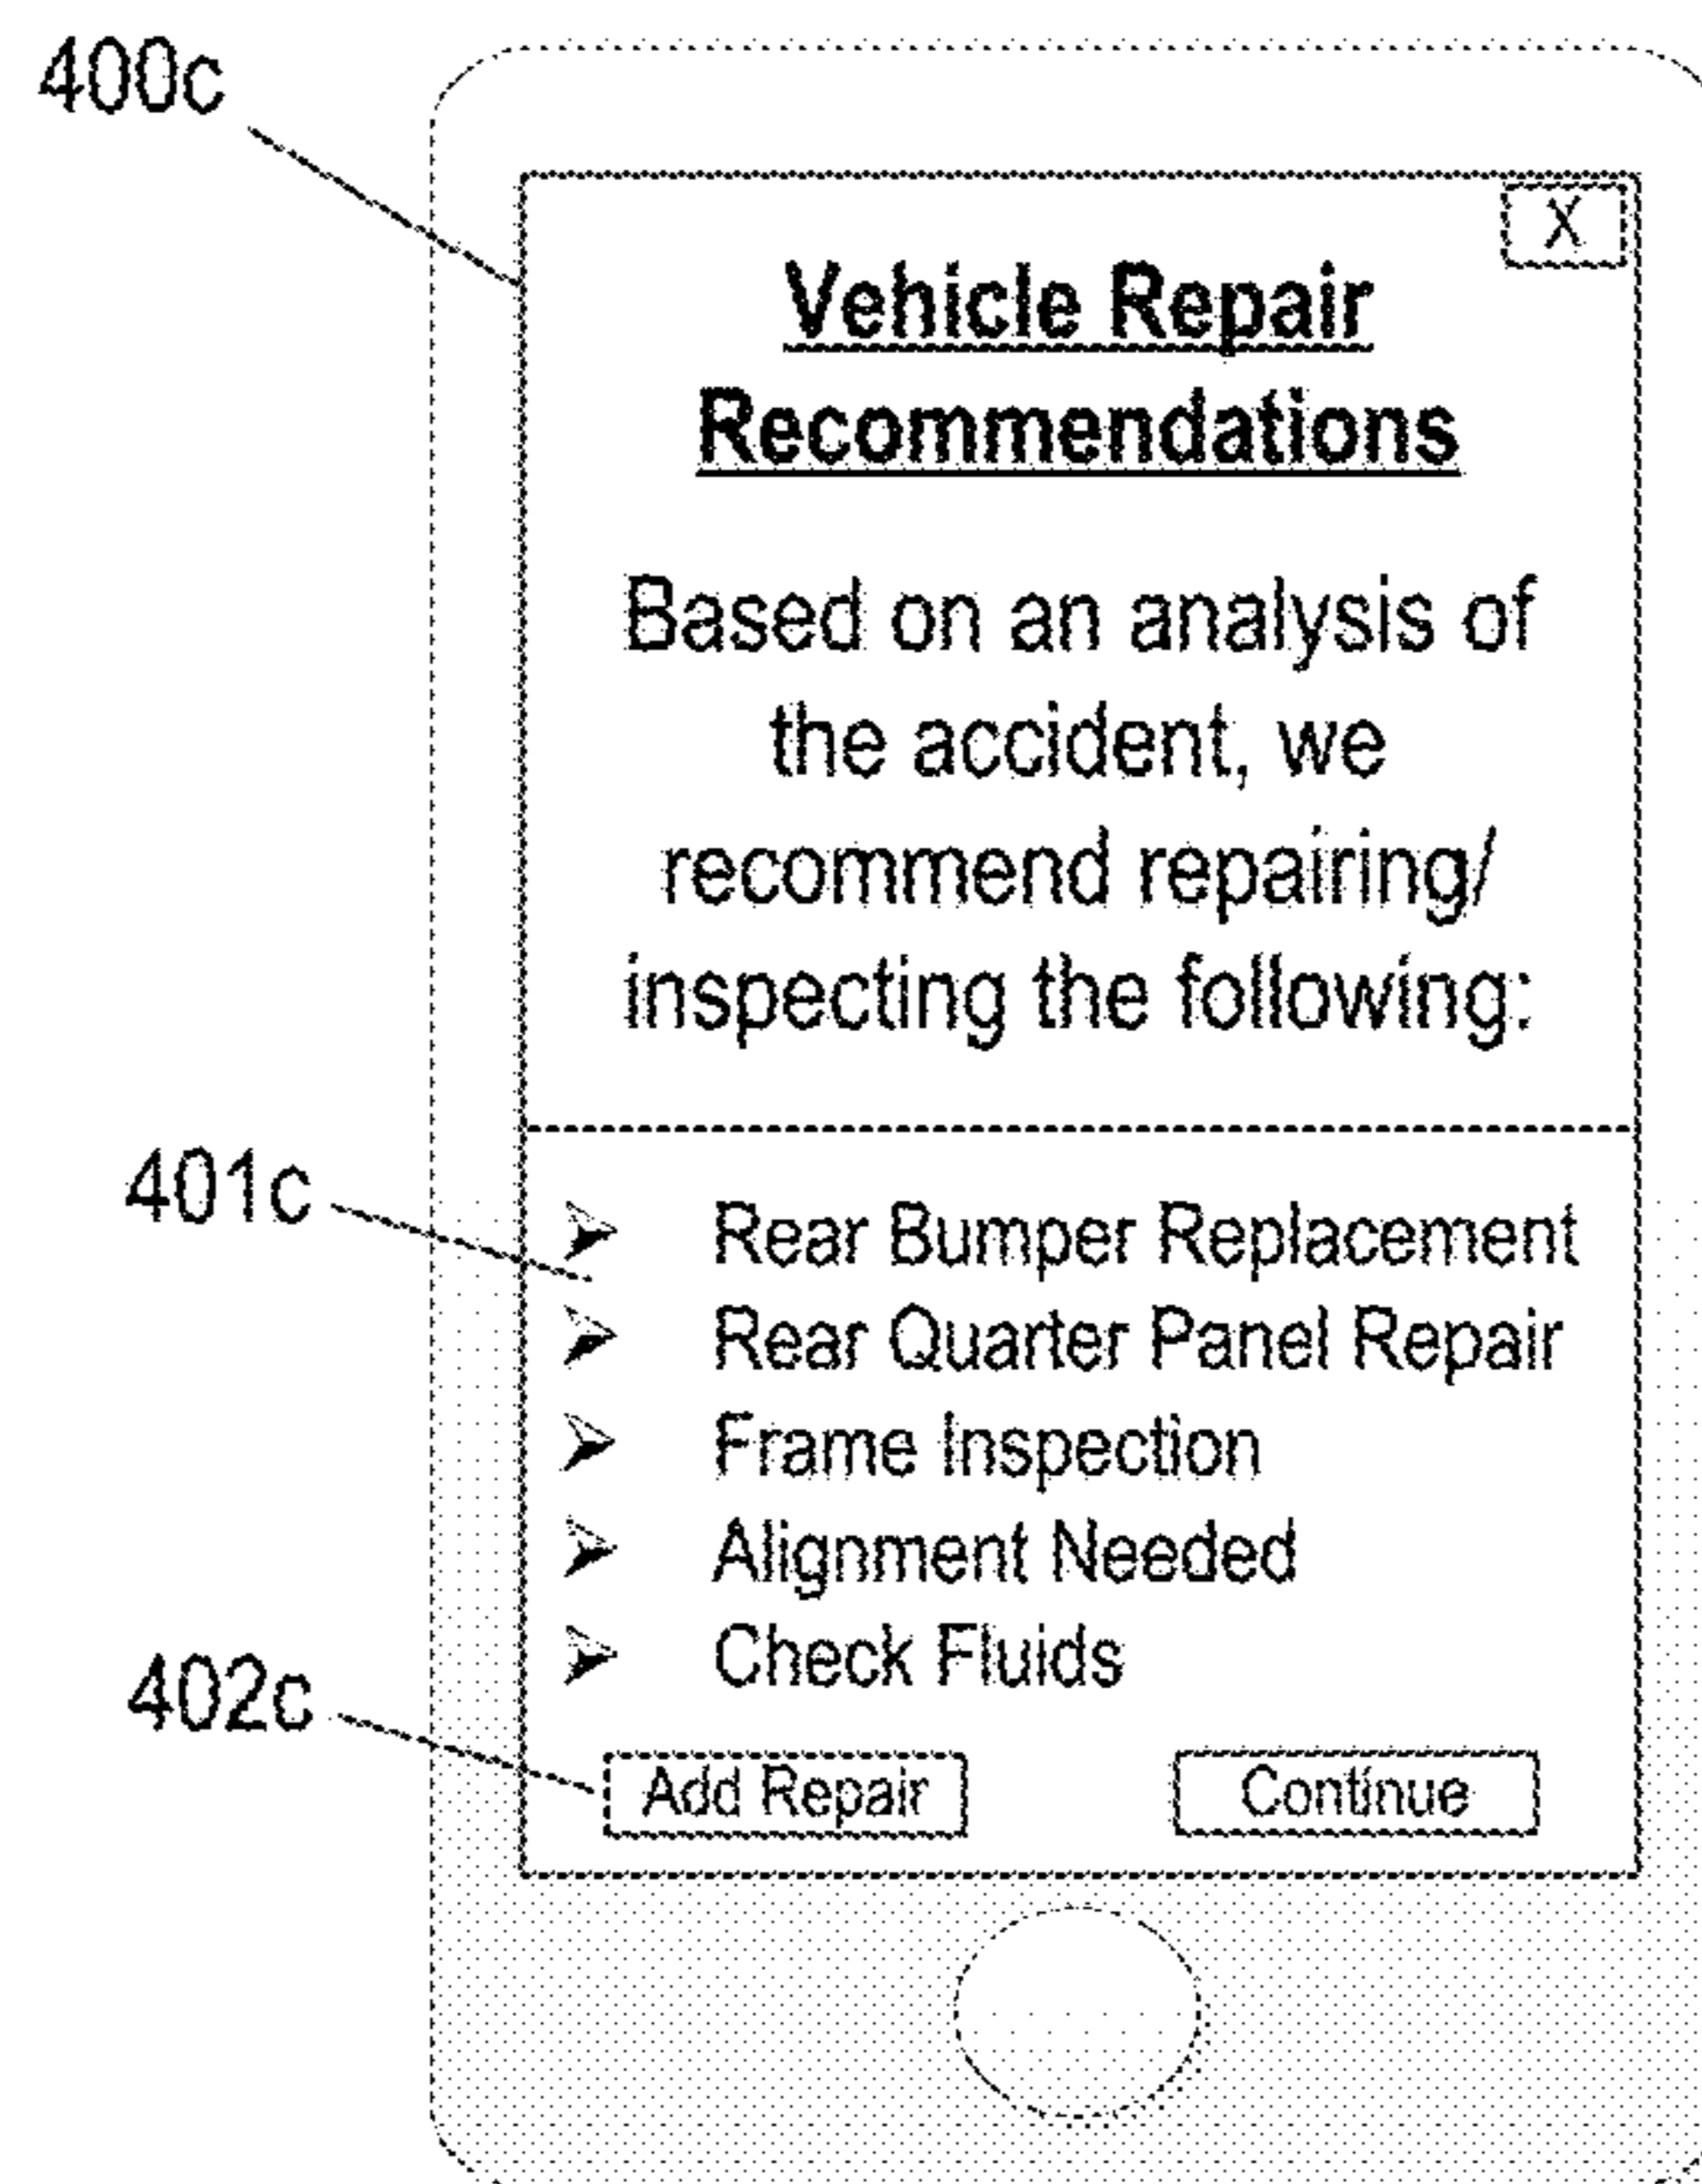 400c
X
Vehicle Repair
Recommendations
Based on an analysis of
the accident, we
recommend repairing/
inspecting the following:
401c
➢ Rear Bumper Replacement
➢ Rear Quarter Panel Repair
➢ Frame Inspection
➢ Alignment Needed
➢ Check Fluids
402c
Add Repair Continue